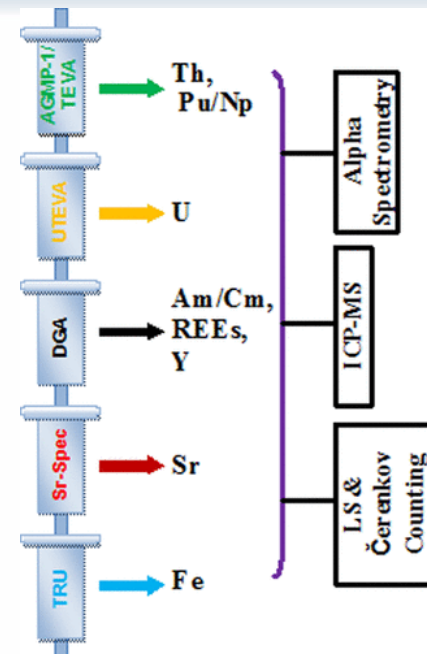 AGMP-1/
TEVA
Th,
Pu/Np
UTEVA
U
DGA
Am/Cm,
REEs,
Y
Sr-Spec
Sr
TRU
Fe
Alpha
Spectrometry
ICP-MS
LS &
Čerenkov
Counting